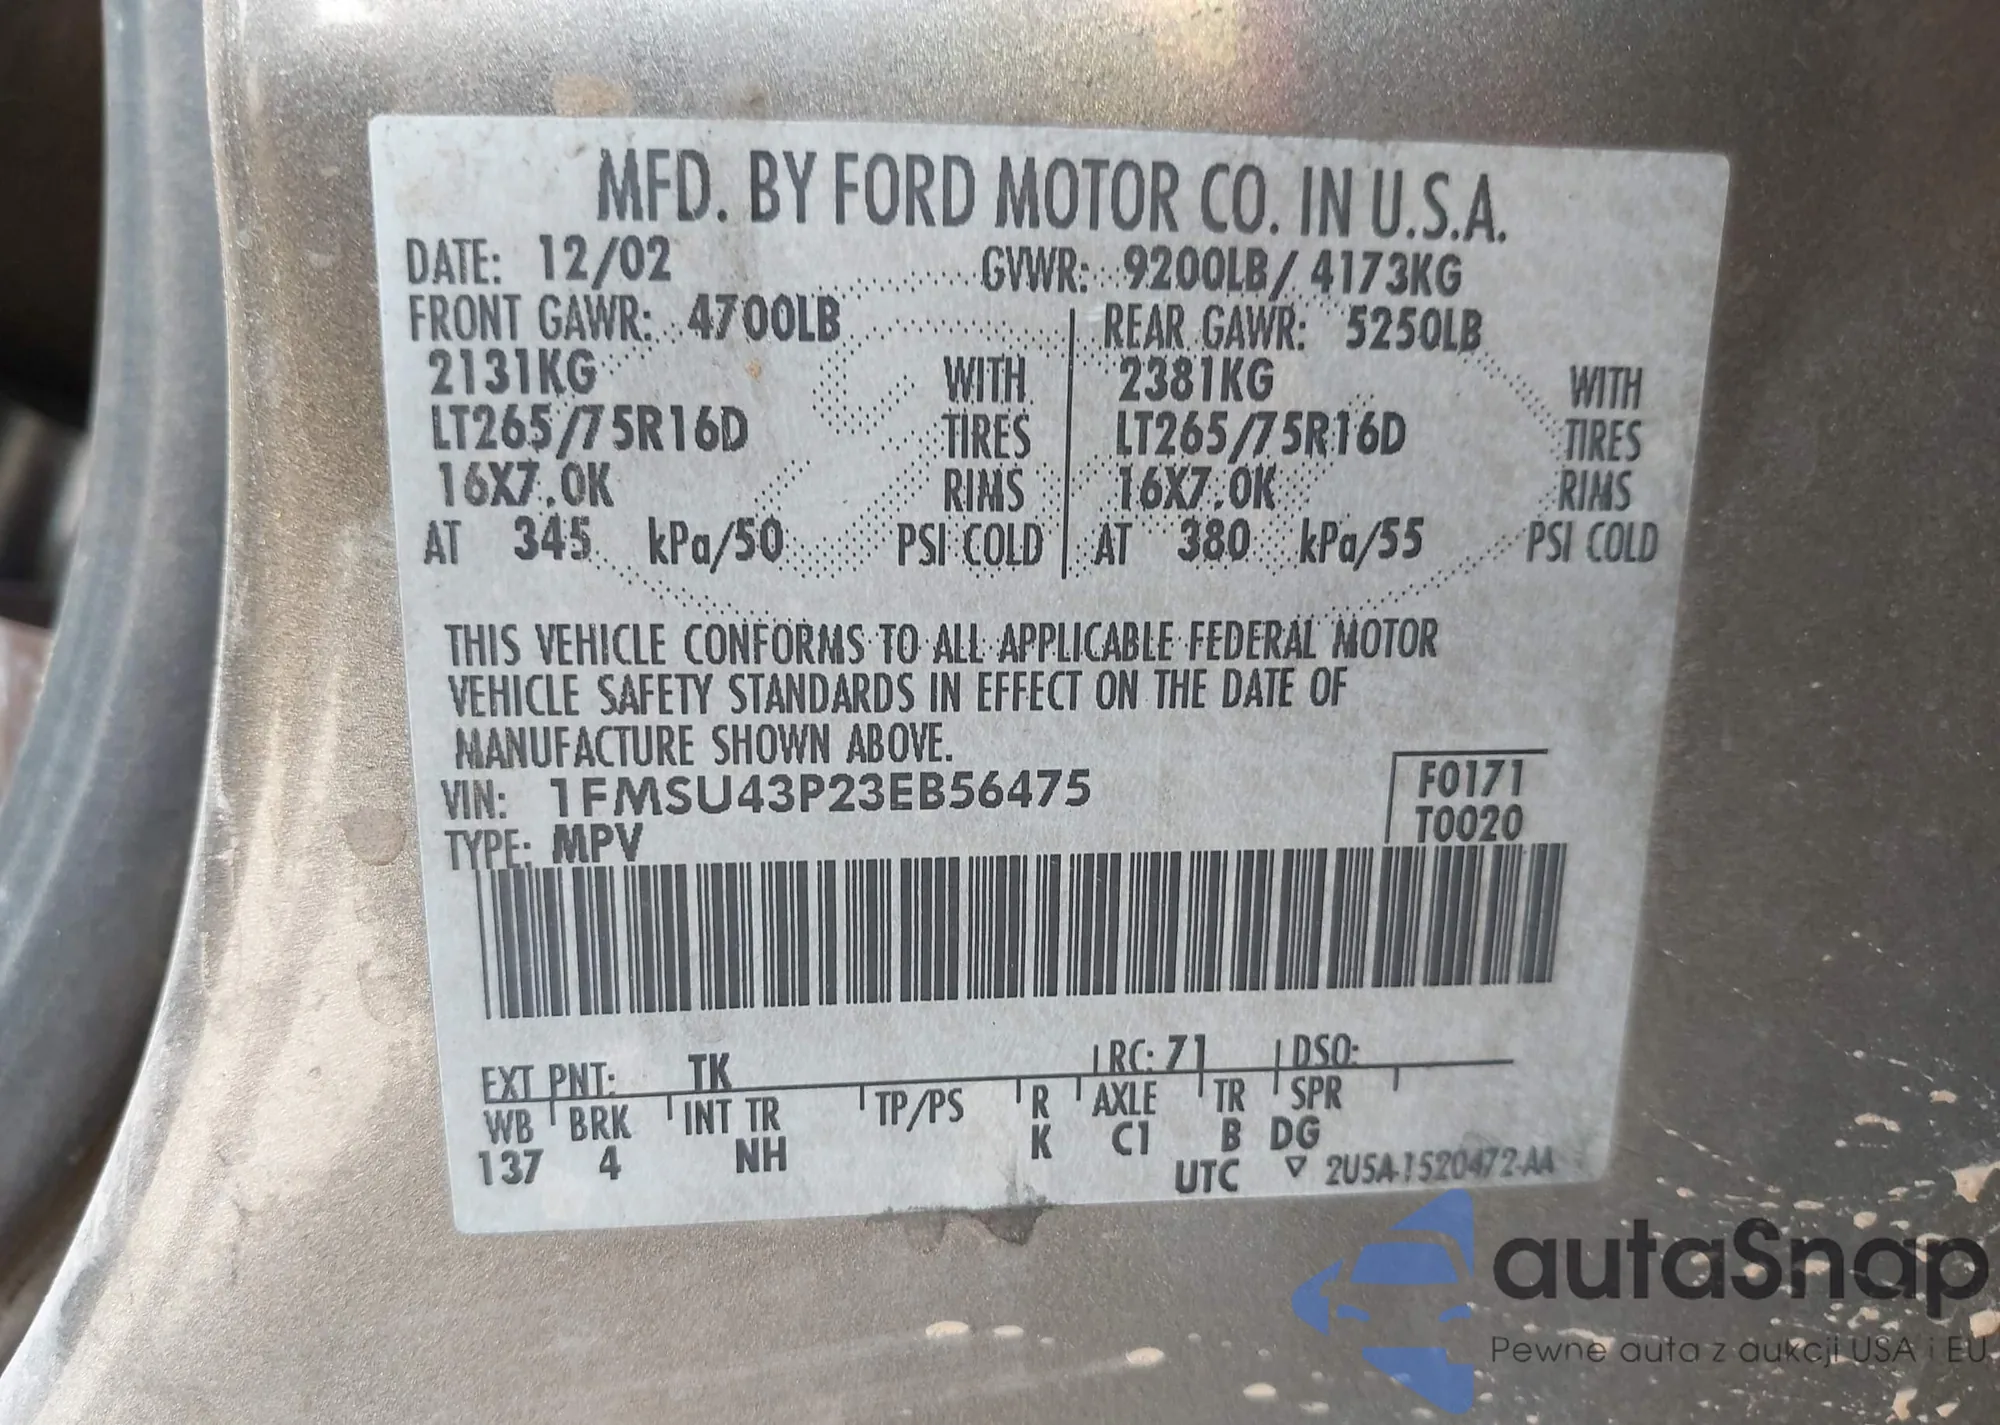 MFD. BY FORD MOTOR CO. IN U.S.A.
DATE: 12/02 GVWR: 9200LB/ 4173KG
FRONT GAWR: 4700LB REAR GAWR: 5250LB
2131KG WITH 2381KG WITH
LT265/75R16D TIRES LT265/75R16D TIRES
16X7.0K RIMS 16X7.0K RIMS
AT 345 kPa/50 PSI COLD AT 380 kPa/55 PSI COLD
THIS VEHICLE CONFORMS TO ALL APPLICABLE FEDERAL MOTOR
VEHICLE SAFETY STANDARDS IN EFFECT ON THE DATE OF
MANUFACTURE SHOWN ABOVE.
VIN: 1FMSU43P23EB56475 F0171
TYPE: MPV T0020
EXT PNT: TK RC: 71 DSO:
WB BRK INT TR TP/PS R AXLE TR SPR
137 4 NH K C1 B DG
UTC ▽ 2U5A-1520472-AA
autaSnap
Pewne auta z aukcji USA i EU